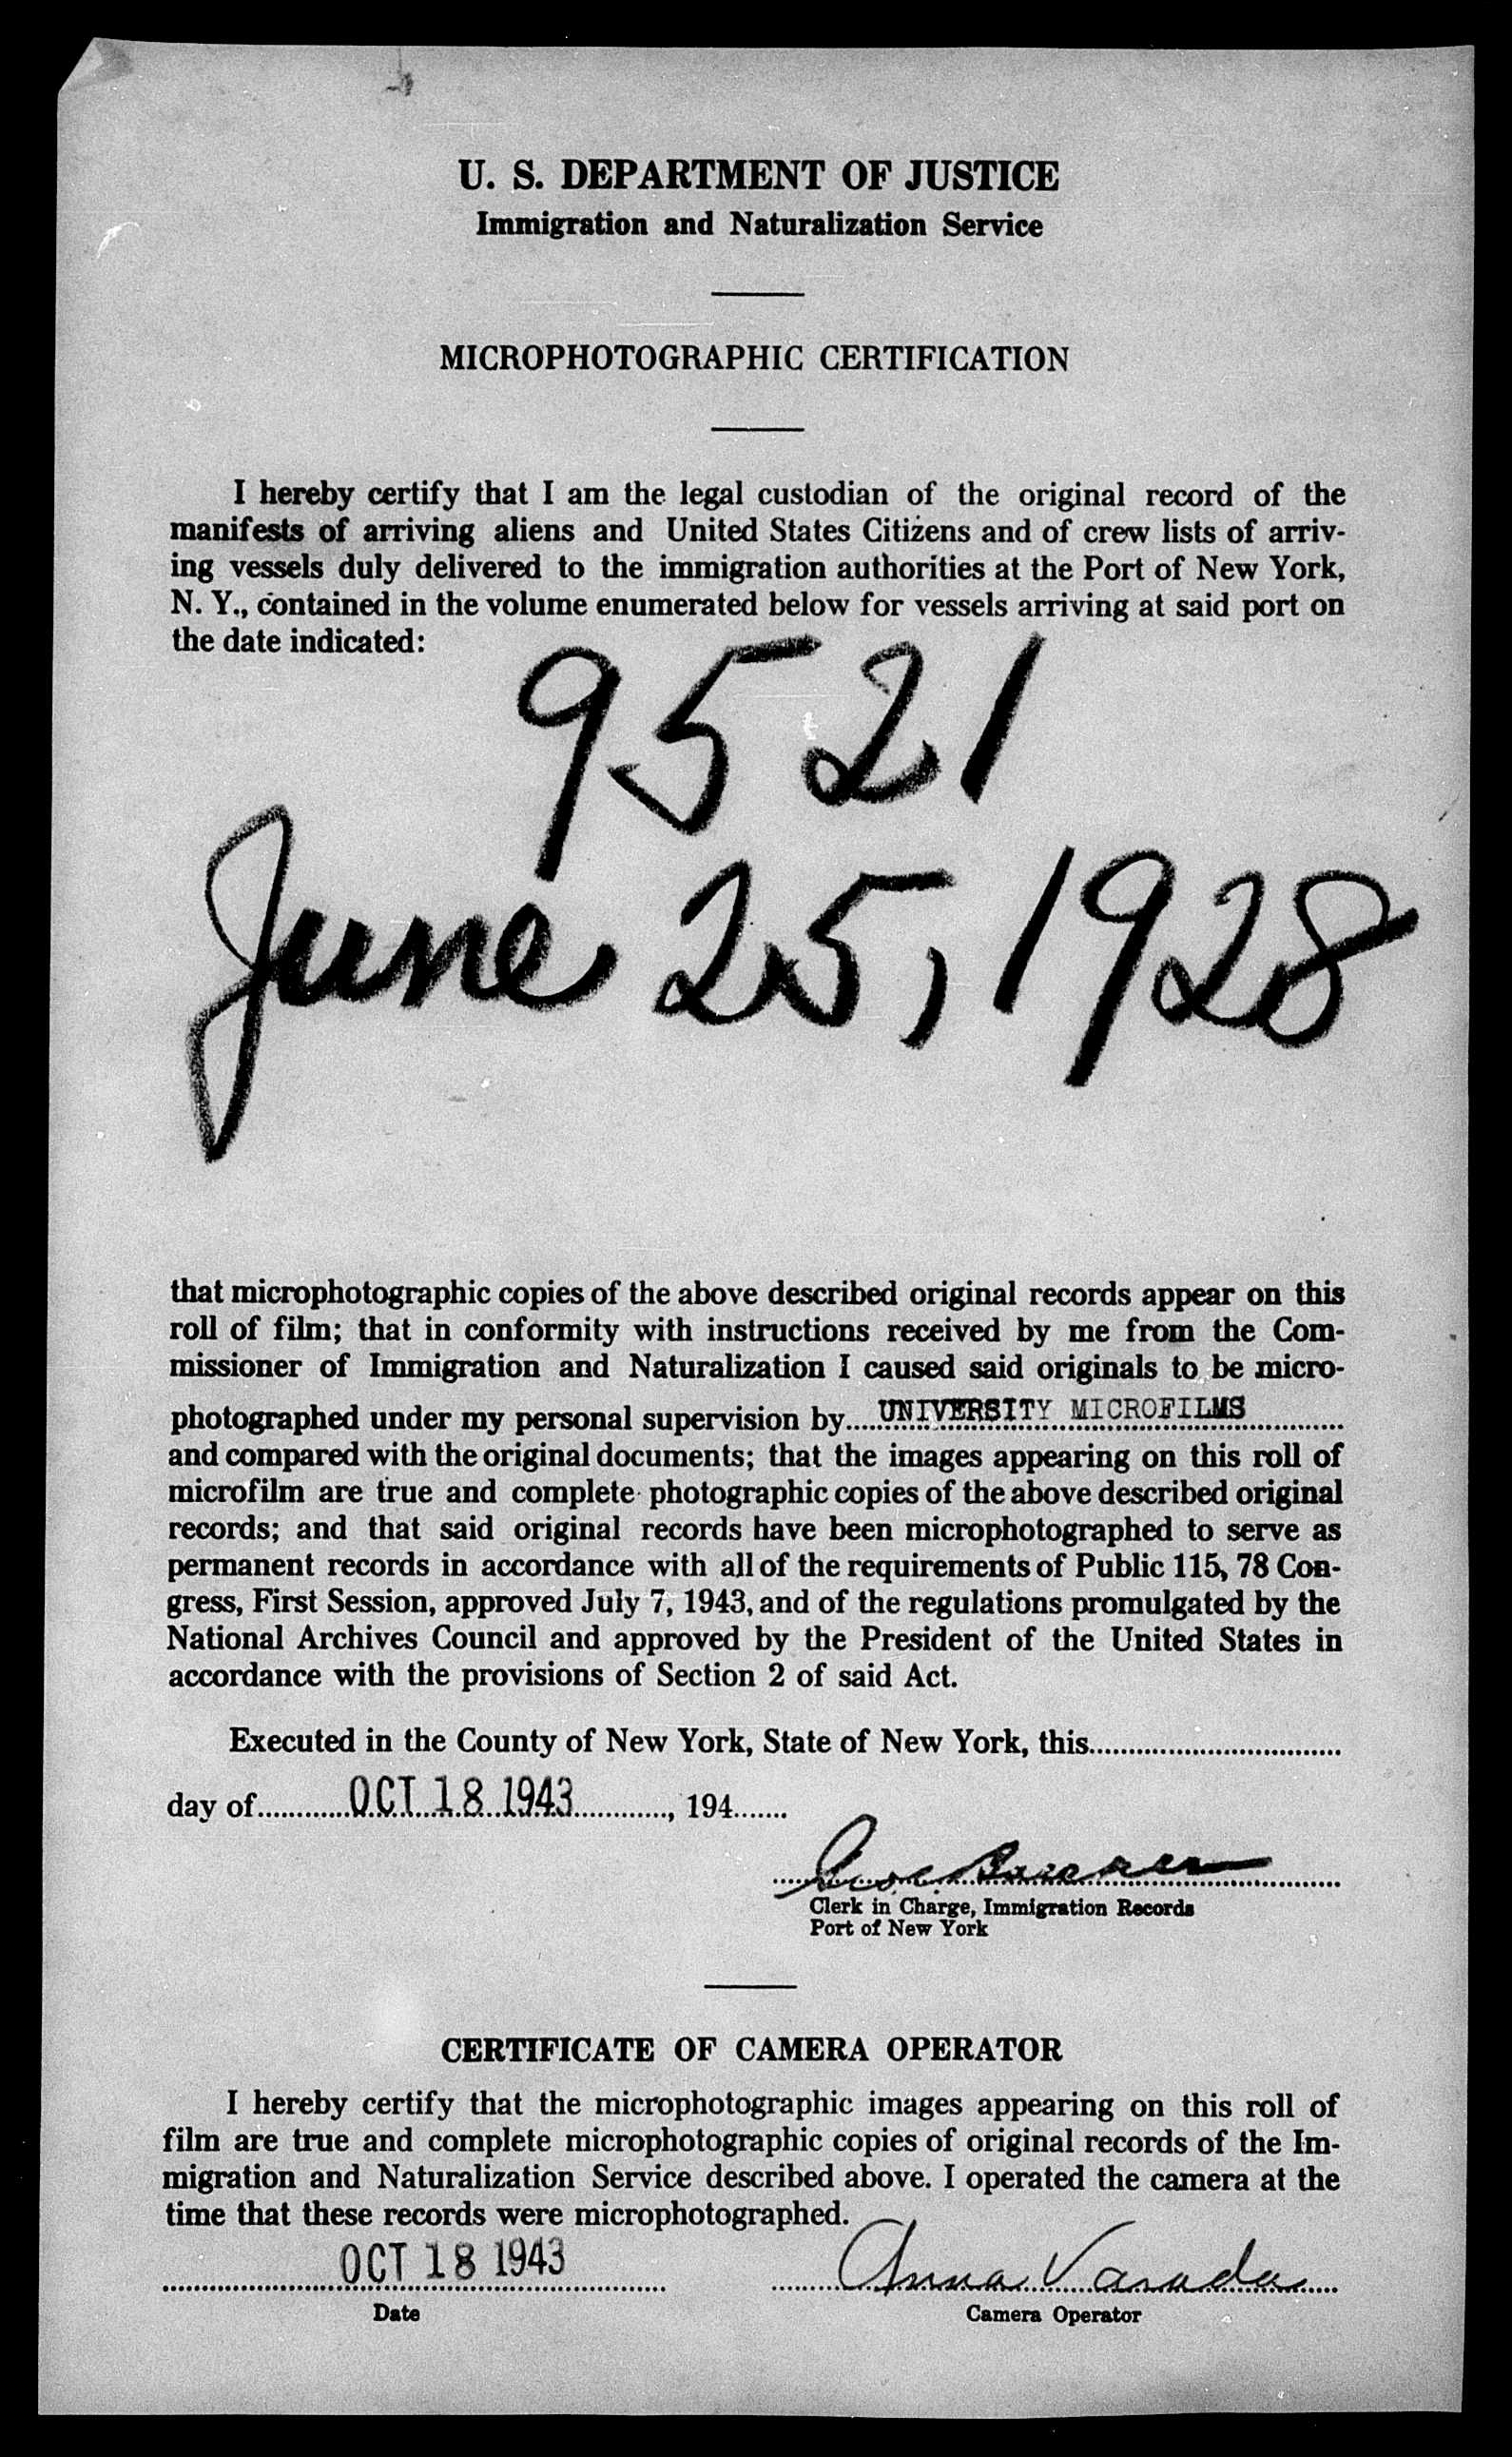 U. S. DEPARTMENT OF JUSTICE
Immigration and Naturalization Service
MICROPHOTOGRAPHIC CERTIFICATION
I hereby certify that I am the legal custodian of the original record of the
manifests of arriving aliens and United States Citizens and of crew lists of arriv-
ing vessels duly delivered to the immigration authorities at the Port of New York,
N. Y., contained in the volume enumerated below for vessels arriving at said port on
the date indicated:
9521
June 25, 1928
that microphotographic copies of the above described original records appear on this
roll of film; that in conformity with instructions received by me from the Com-
missioner of Immigration and Naturalization I caused said originals to be micro-
photographed under my personal supervision by....UNIVERSITY MICROFILMS............
and compared with the original documents; that the images appearing on this roll of
microfilm are true and complete photographic copies of the above described original
records; and that said original records have been microphotographed to serve as
permanent records in accordance with all of the requirements of Public 115, 78 Con-
gress, First Session, approved July 7, 1943, and of the regulations promulgated by the
National Archives Council and approved by the President of the United States in
accordance with the provisions of Section 2 of said Act.
Executed in the County of New York, State of New York, this................................
day of............OCT 18 1943............, 194.......
Clerk in Charge, Immigration Records
Port of New York
CERTIFICATE OF CAMERA OPERATOR
I hereby certify that the microphotographic images appearing on this roll of
film are true and complete microphotographic copies of original records of the Im-
migration and Naturalization Service described above. I operated the camera at the
time that these records were microphotographed.
OCT 18 1943 Anna Varada
Date Camera Operator